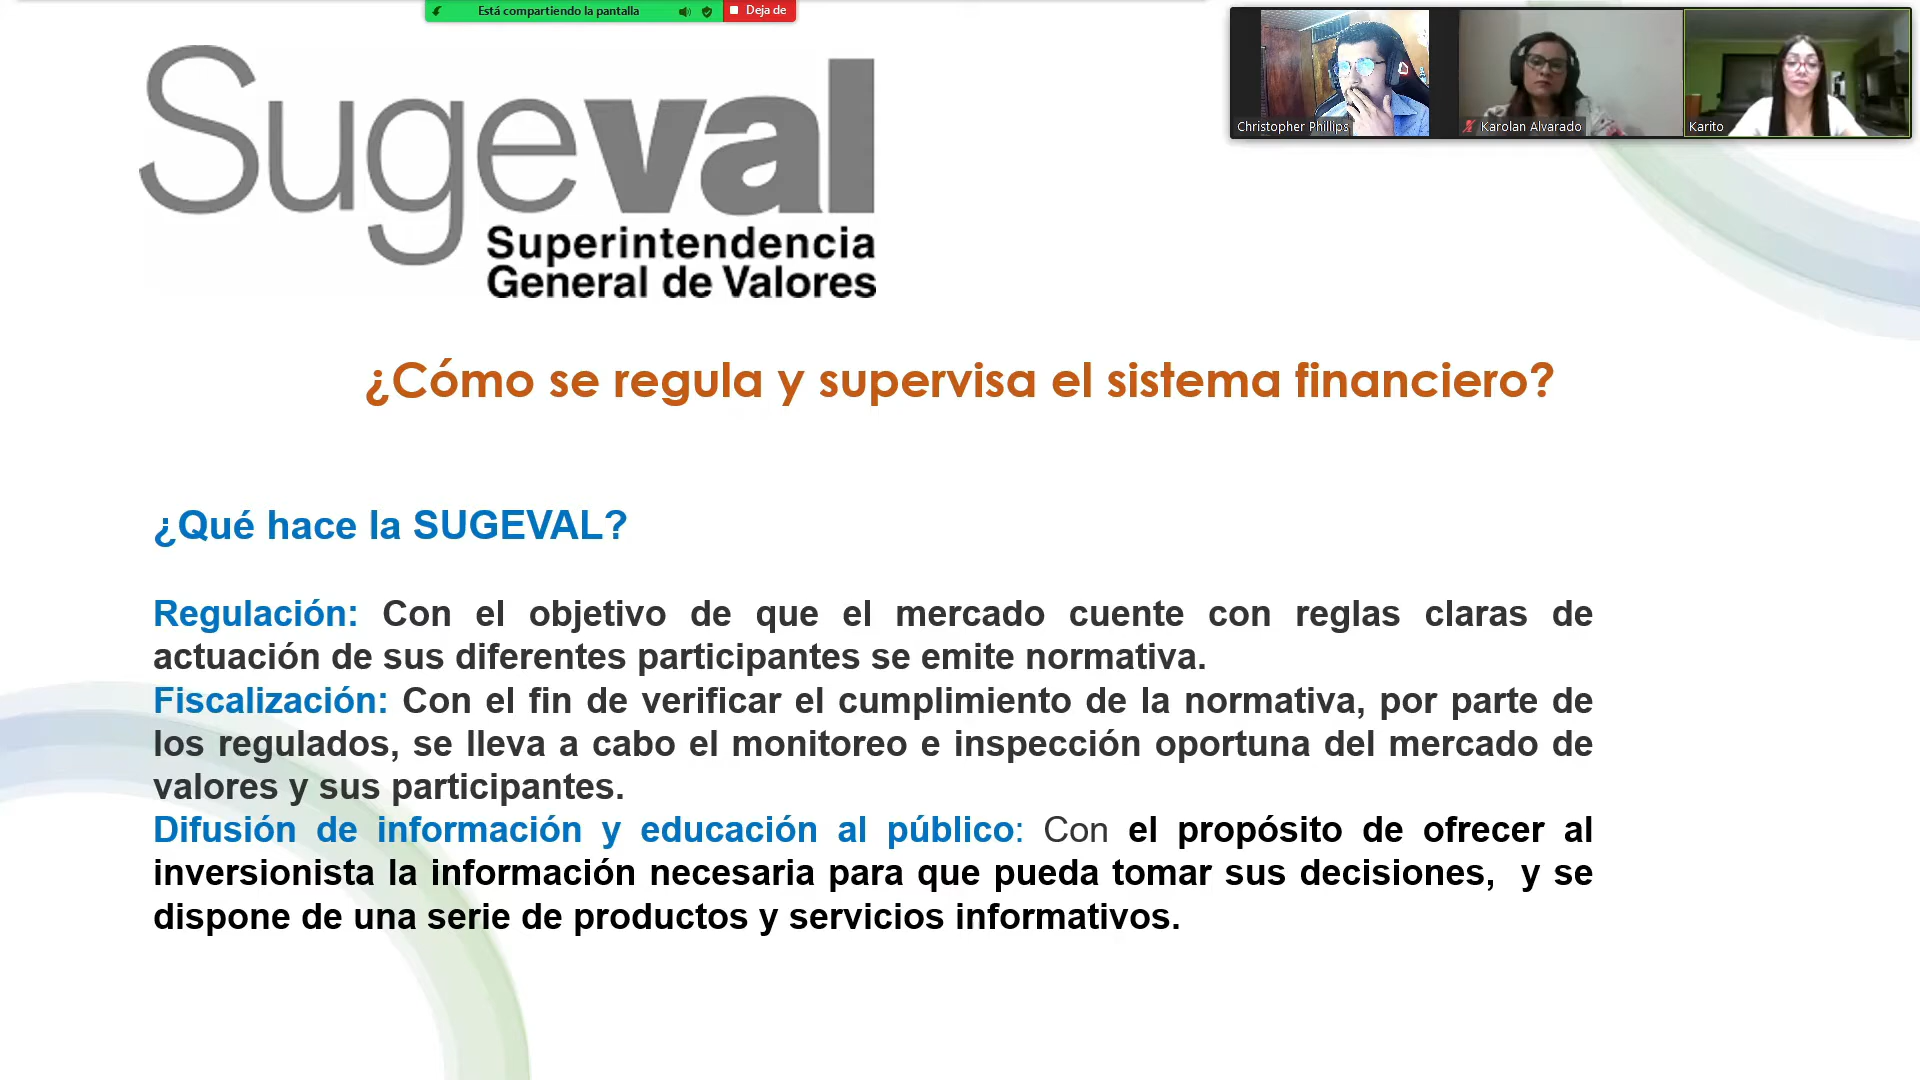 Está compartiendo la pantalla
Deja de
Christopher Phillips
Karolan Alvarado
Karito
Sugeval
Superintendencia
General de Valores
¿Cómo se regula y supervisa el sistema financiero?
¿Qué hace la SUGEVAL?
Regulación: Con el objetivo de que el mercado cuente con reglas claras de
actuación de sus diferentes participantes se emite normativa.
Fiscalización: Con el fin de verificar el cumplimiento de la normativa, por parte de
los regulados, se lleva a cabo el monitoreo e inspección oportuna del mercado de
valores y sus participantes.
Difusión de información y educación al público: Con el propósito de ofrecer al
inversionista la información necesaria para que pueda tomar sus decisiones, y se
dispone de una serie de productos y servicios informativos.